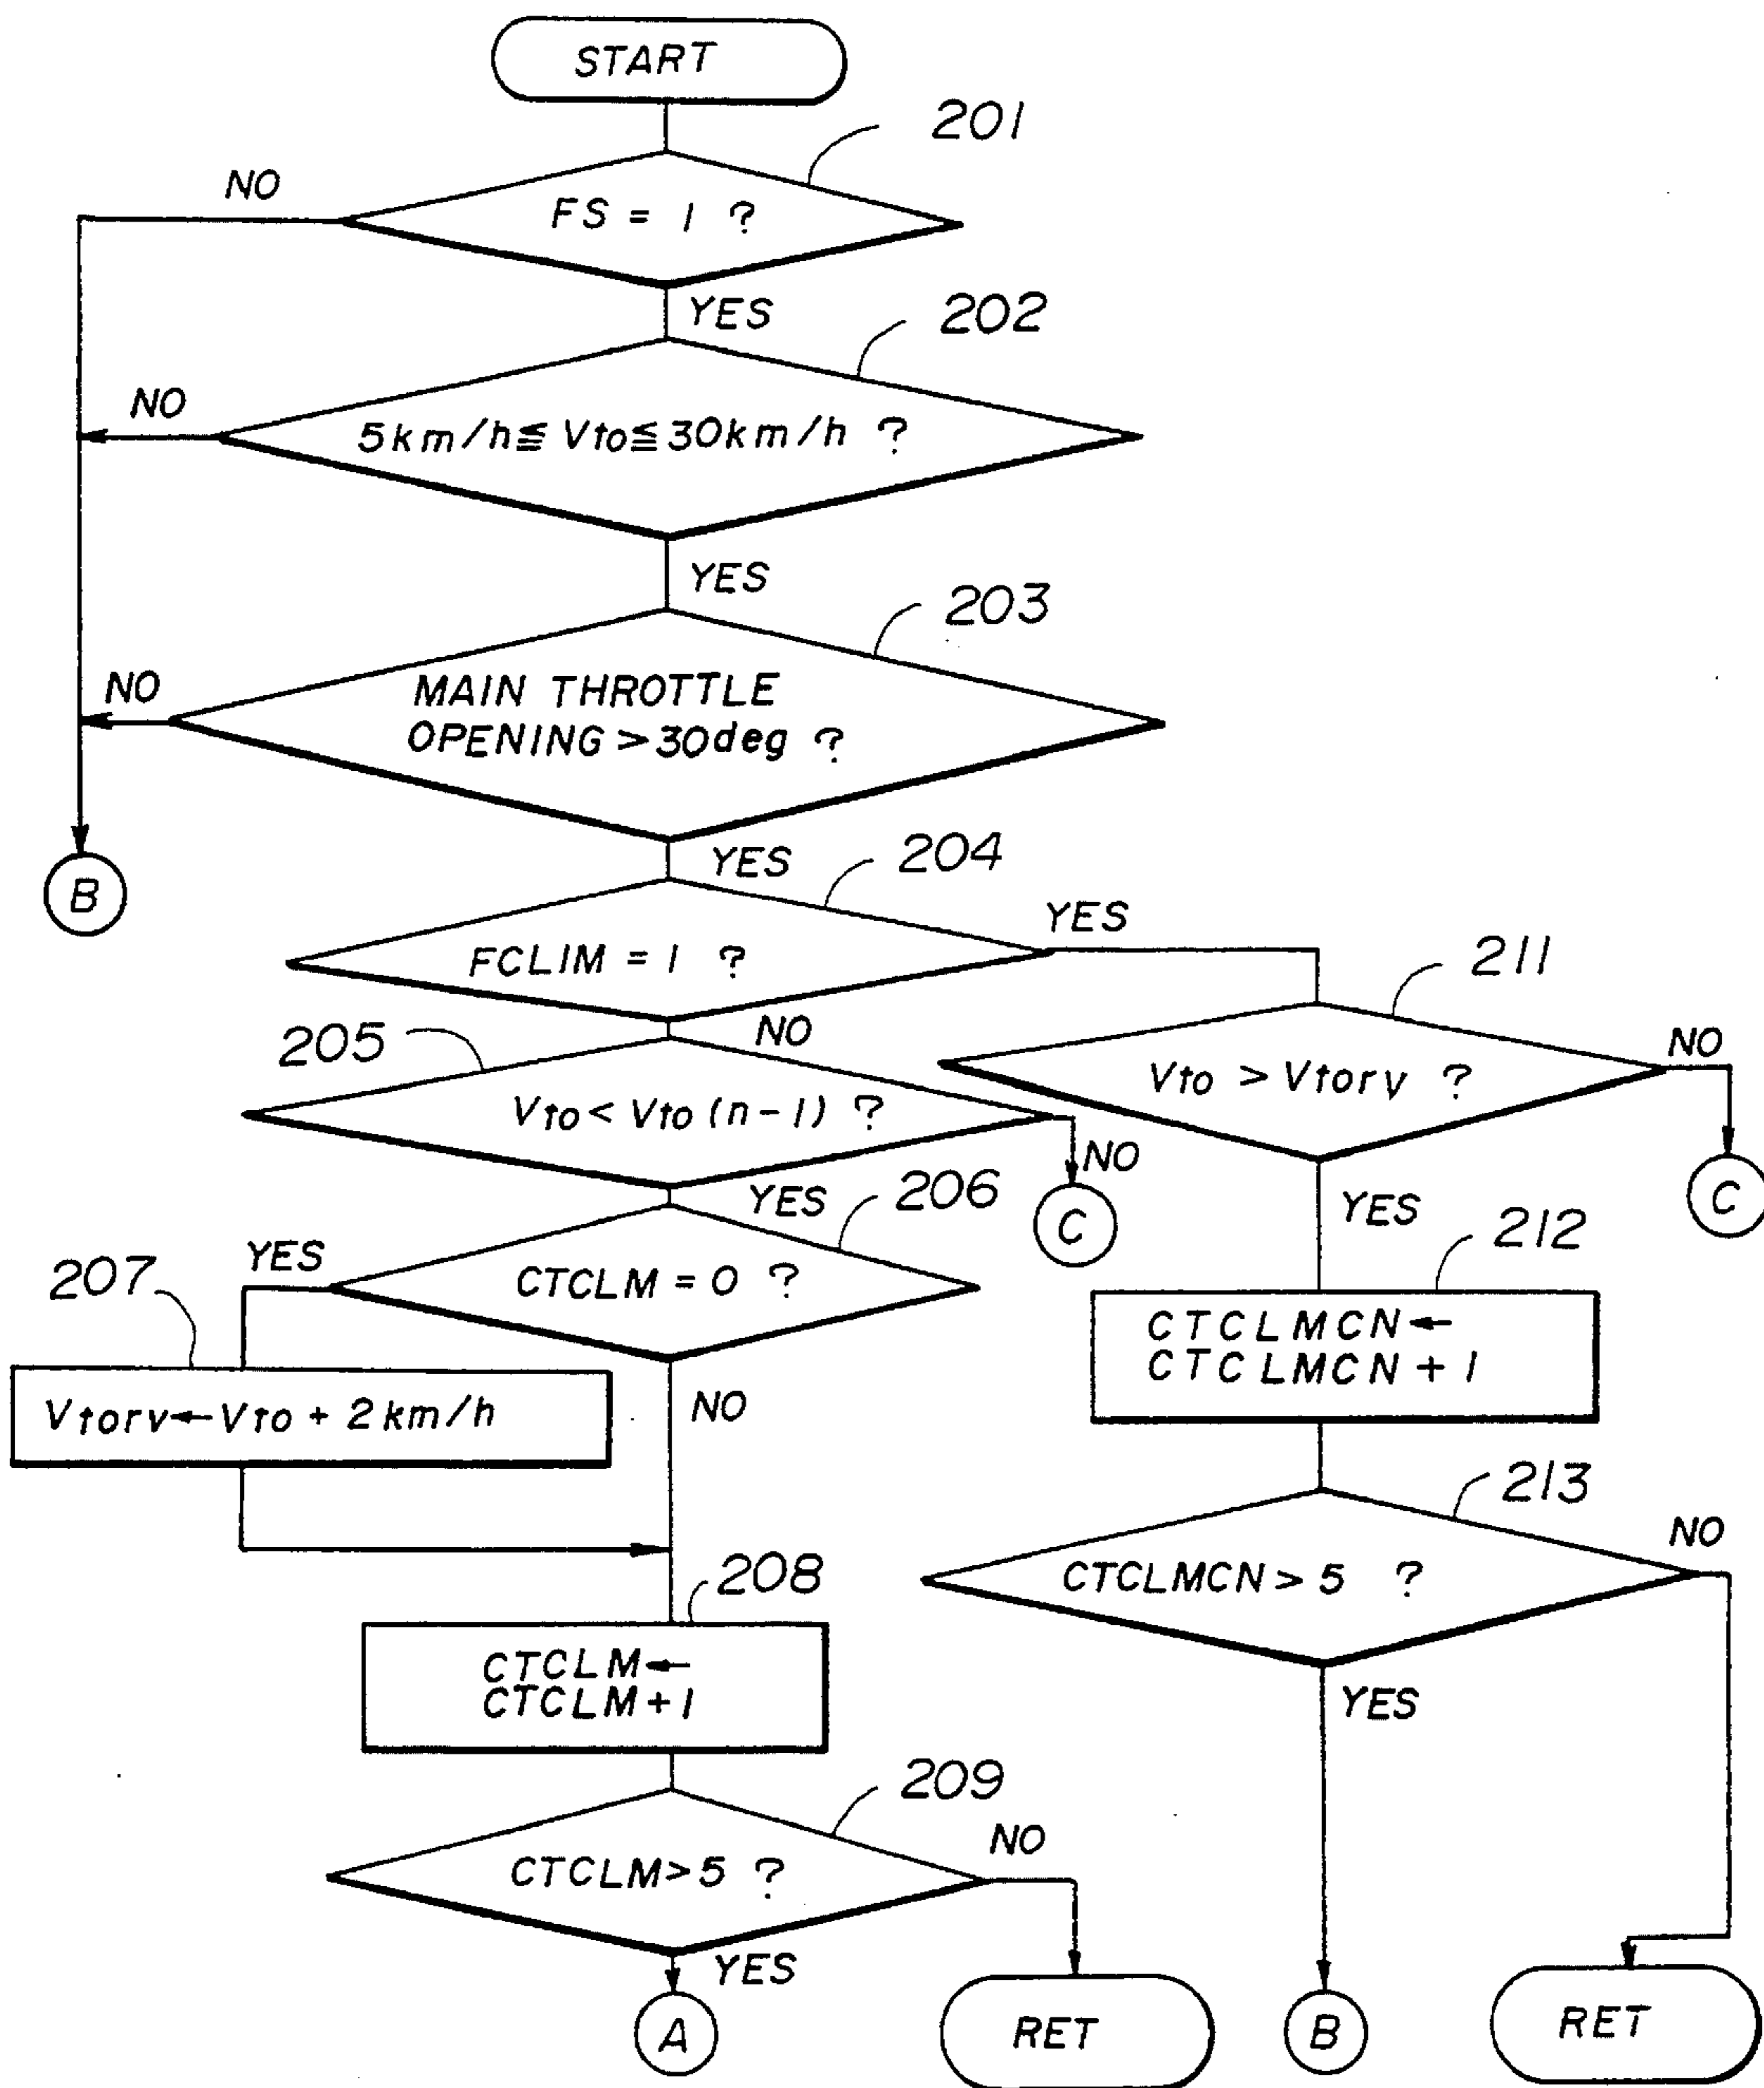 START
201
NO
FS = 1 ?
YES
202
NO
5km/h≦ Vto≦30km/h ?
YES
203
NO
MAIN THROTTLE
OPENING > 30deg ?
B
YES
204
YES
FCLIM = 1 ?
211
205
NO
Vto > Vtorv ?
NO
Vto < Vto (n-1) ?
NO
C
C
YES
206
YES
212
207
YES
CTCLM = 0 ?
CTCLMCN←
CTCLMCN + 1
Vtorv←Vto + 2km/h
NO
213
NO
CTCLMCN > 5 ?
208
CTCLM←
CTCLM+1
YES
209
NO
CTCLM>5 ?
YES
A
RET
B
RET